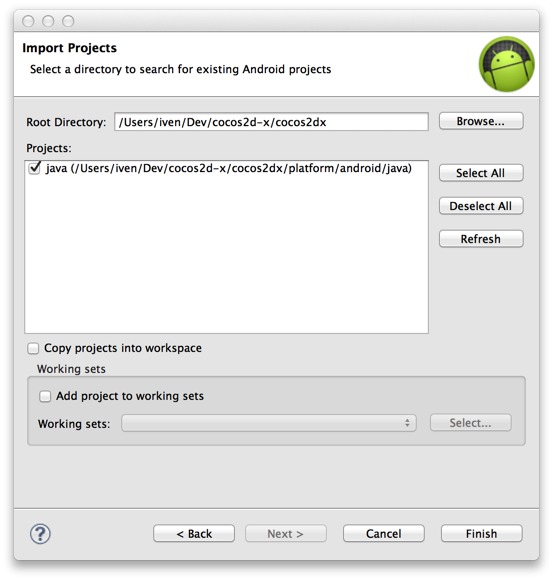 Import Projects
Select a directory to search for existing Android projects
Root Directory: /Users/iven/Dev/cocos2d-x/cocos2dx Browse...
Projects:
java (/Users/iven/Dev/cocos2d-x/cocos2dx/platform/android/java) Select All
Deselect All
Refresh
Copy projects into workspace
Working sets
Add project to working sets
Working sets: Select...
? < Back Next > Cancel Finish